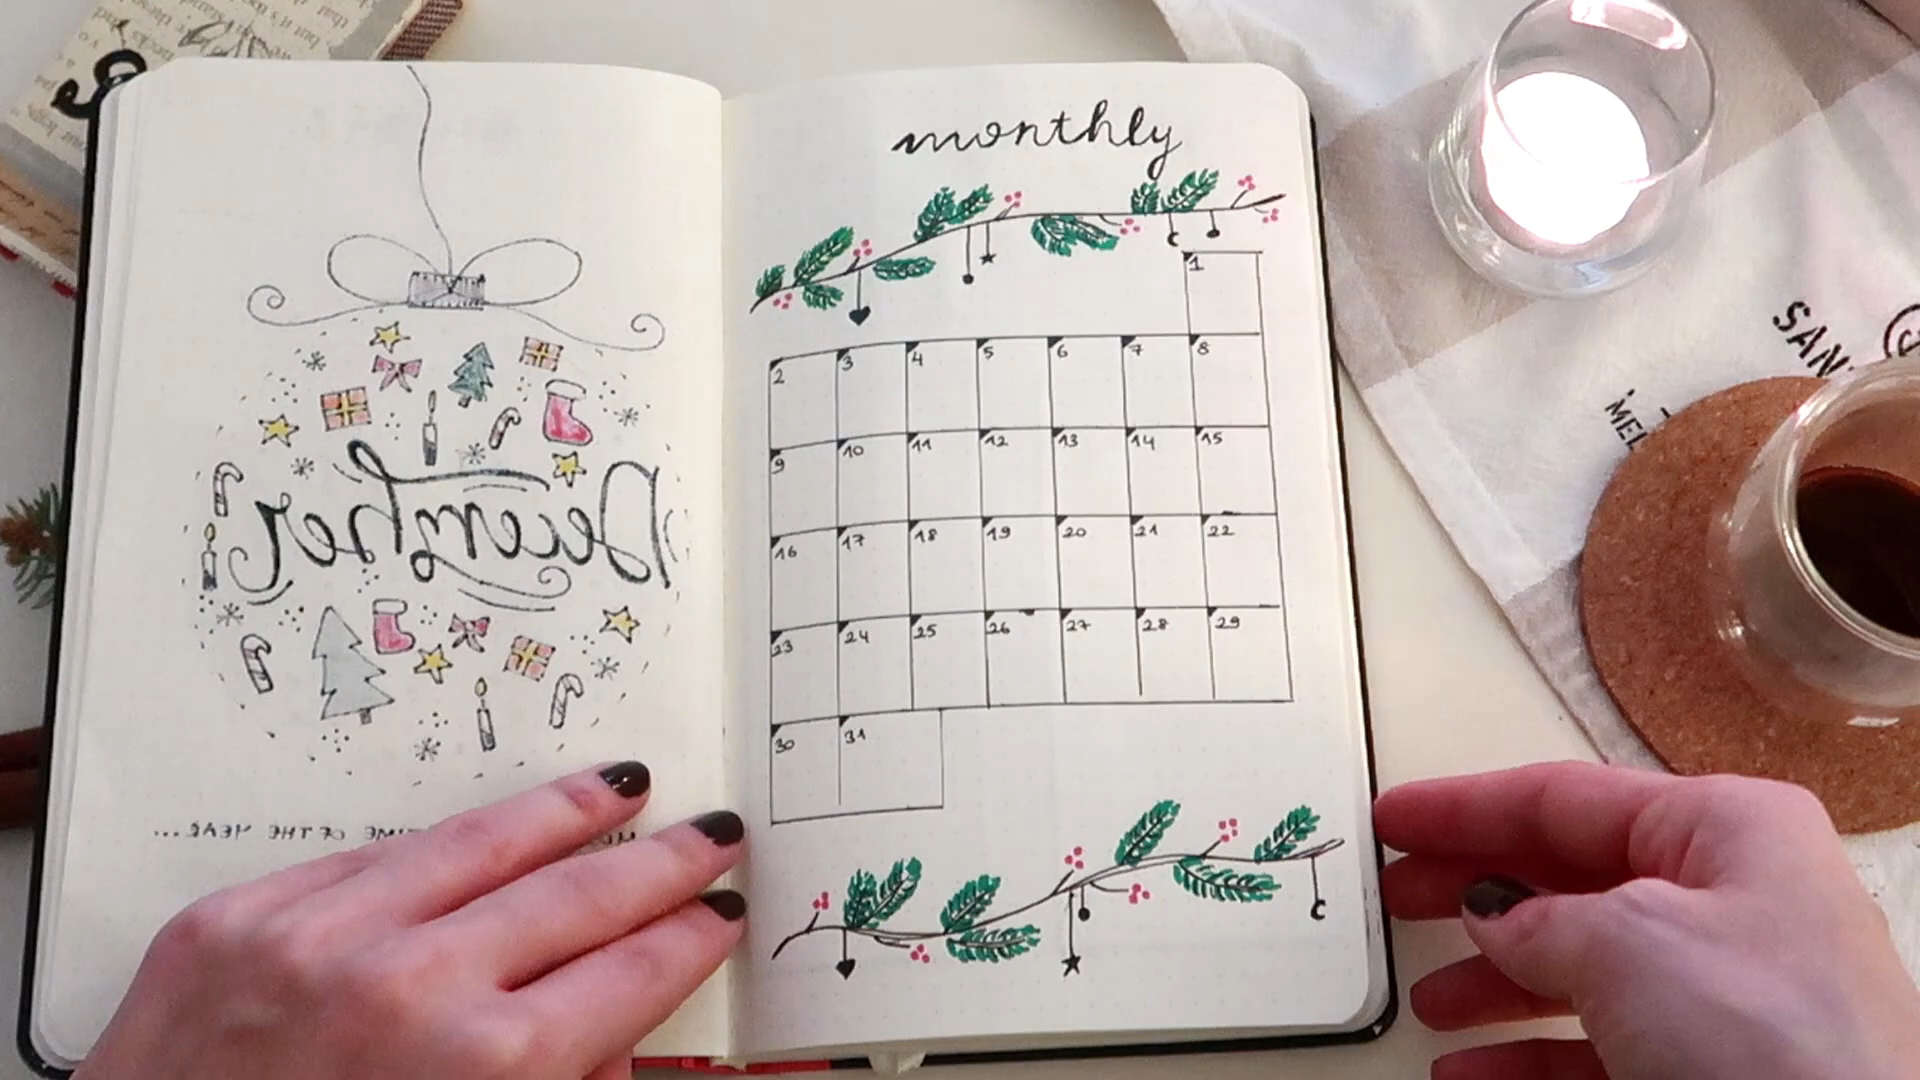 December
TIME OF THE YEAR...
monthly
1
2 3 4 5 6 7 8
9 10 11 12 13 14 15
16 17 18 19 20 21 22
23 24 25 26 27 28 29
30 31